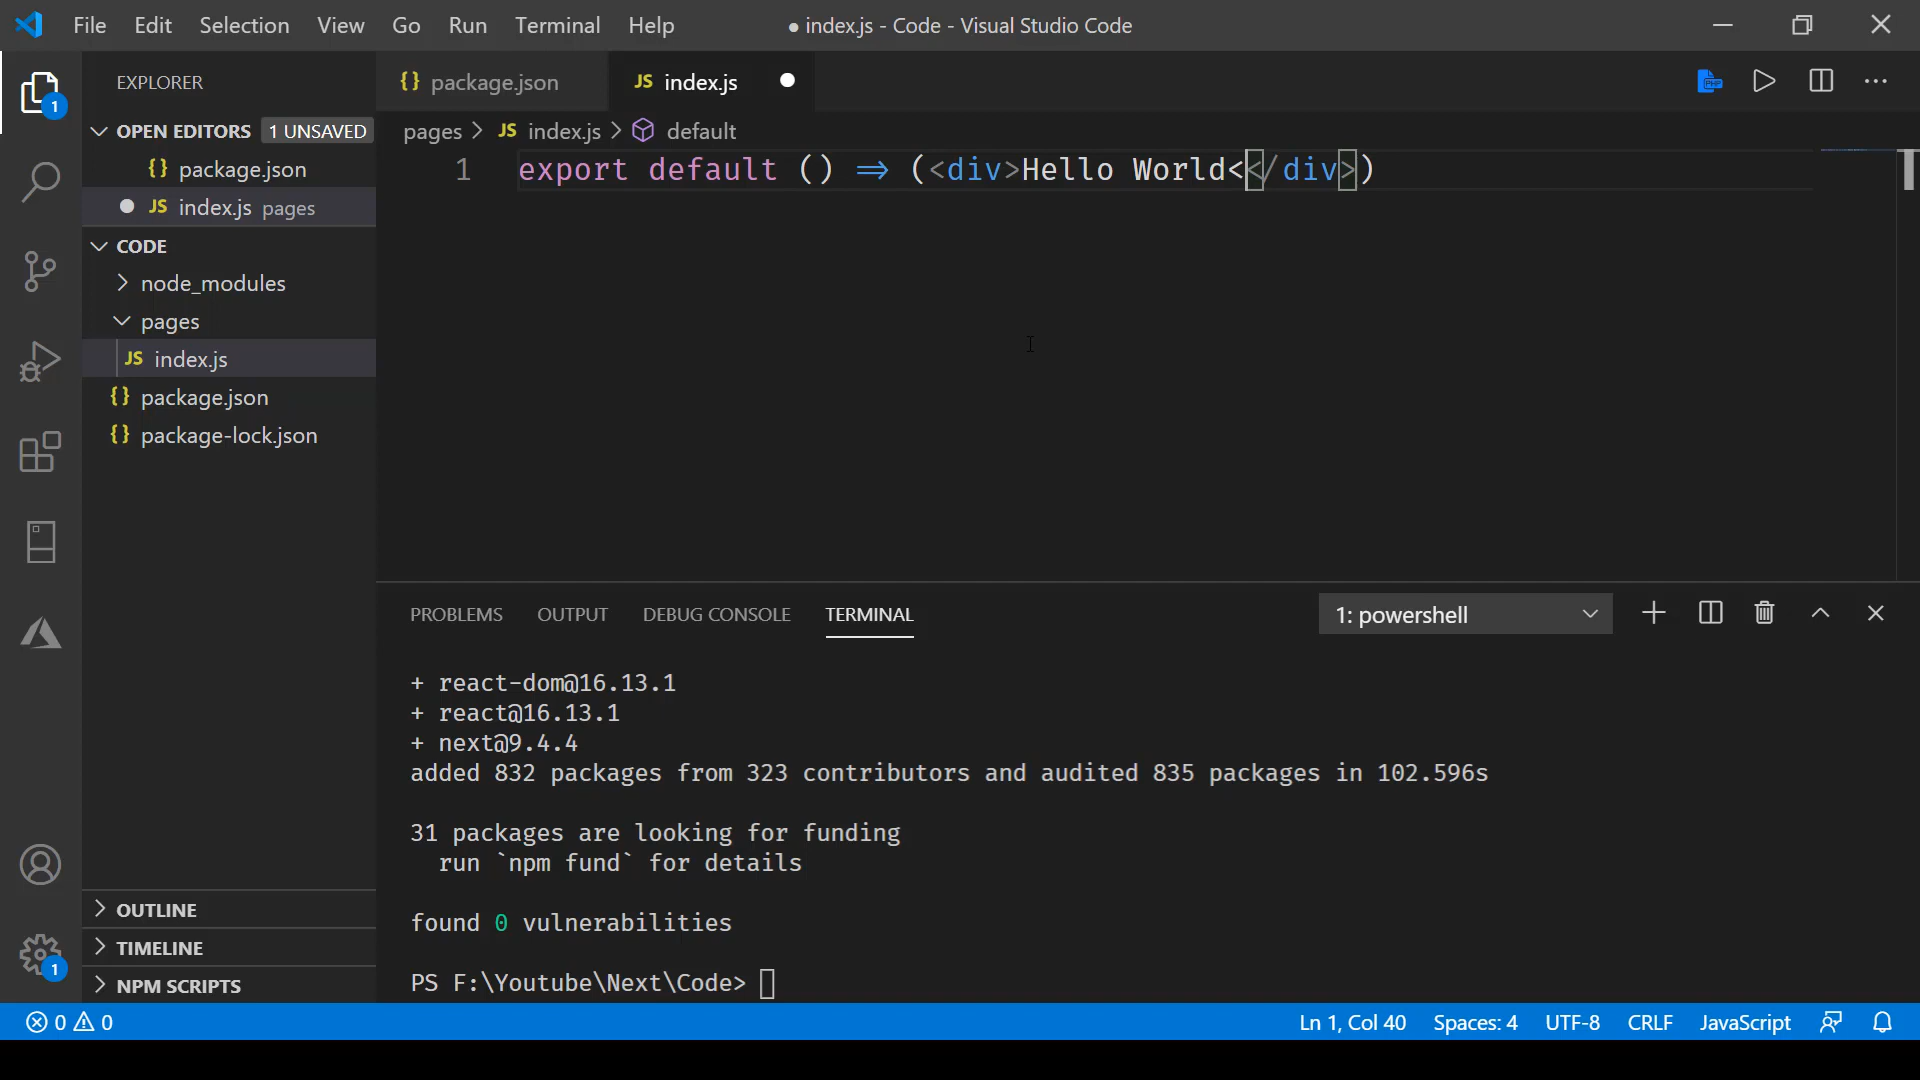 File Edit Selection View Go Run Terminal Help ● index.js - Code - Visual Studio Code
EXPLORER
{} package.json JS index.js ●
1
OPEN EDITORS 1 UNSAVED
pages > JS index.js > default
{} package.json
1 export default () => (<div>Hello World<</div>)
● JS index.js pages
CODE
node_modules
pages
JS index.js
{} package.json
{} package-lock.json
PROBLEMS OUTPUT DEBUG CONSOLE TERMINAL 1: powershell
+ react-dom@16.13.1
+ react@16.13.1
+ next@9.4.4
added 832 packages from 323 contributors and audited 835 packages in 102.596s
31 packages are looking for funding
run `npm fund` for details
found 0 vulnerabilities
PS F:\Youtube\Next\Code>
OUTLINE
TIMELINE
1
NPM SCRIPTS
0 0 Ln 1, Col 40 Spaces: 4 UTF-8 CRLF JavaScript